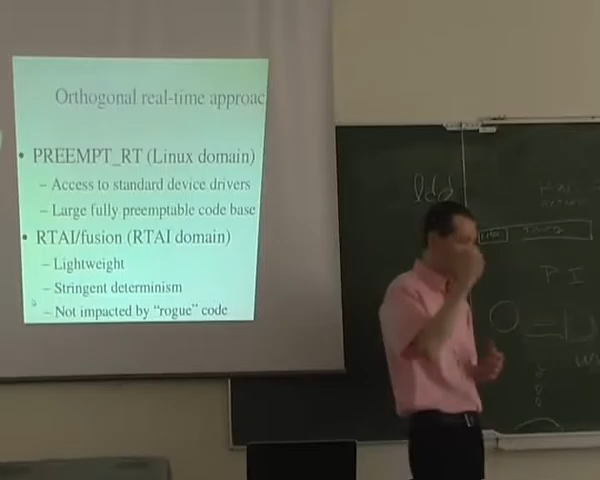 Orthogonal real-time approac
• PREEMPT_RT (Linux domain)
– Access to standard device drivers
– Large fully preemptable code base
• RTAI/fusion (RTAI domain)
– Lightweight
– Stringent determinism
– Not impacted by “rogue” code
ldd
P I